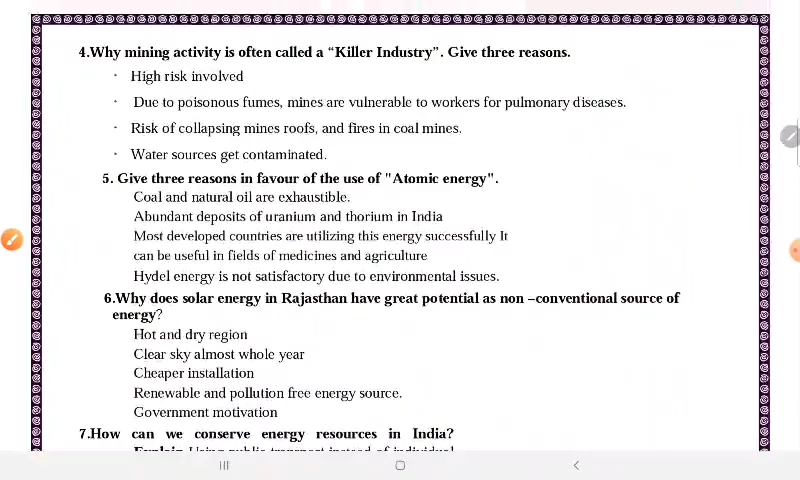 4.Why mining activity is often called a “Killer Industry”. Give three reasons.
· High risk involved
· Due to poisonous fumes, mines are vulnerable to workers for pulmonary diseases.
· Risk of collapsing mines roofs, and fires in coal mines.
· Water sources get contaminated.
5. Give three reasons in favour of the use of "Atomic energy".
Coal and natural oil are exhaustible.
Abundant deposits of uranium and thorium in India
Most developed countries are utilizing this energy successfully It
can be useful in fields of medicines and agriculture
Hydel energy is not satisfactory due to environmental issues.
6.Why does solar energy in Rajasthan have great potential as non –conventional source of
energy?
Hot and dry region
Clear sky almost whole year
Cheaper installation
Renewable and pollution free energy source.
Government motivation
7.How can we conserve energy resources in India?
Explain Using public transport instead of individual